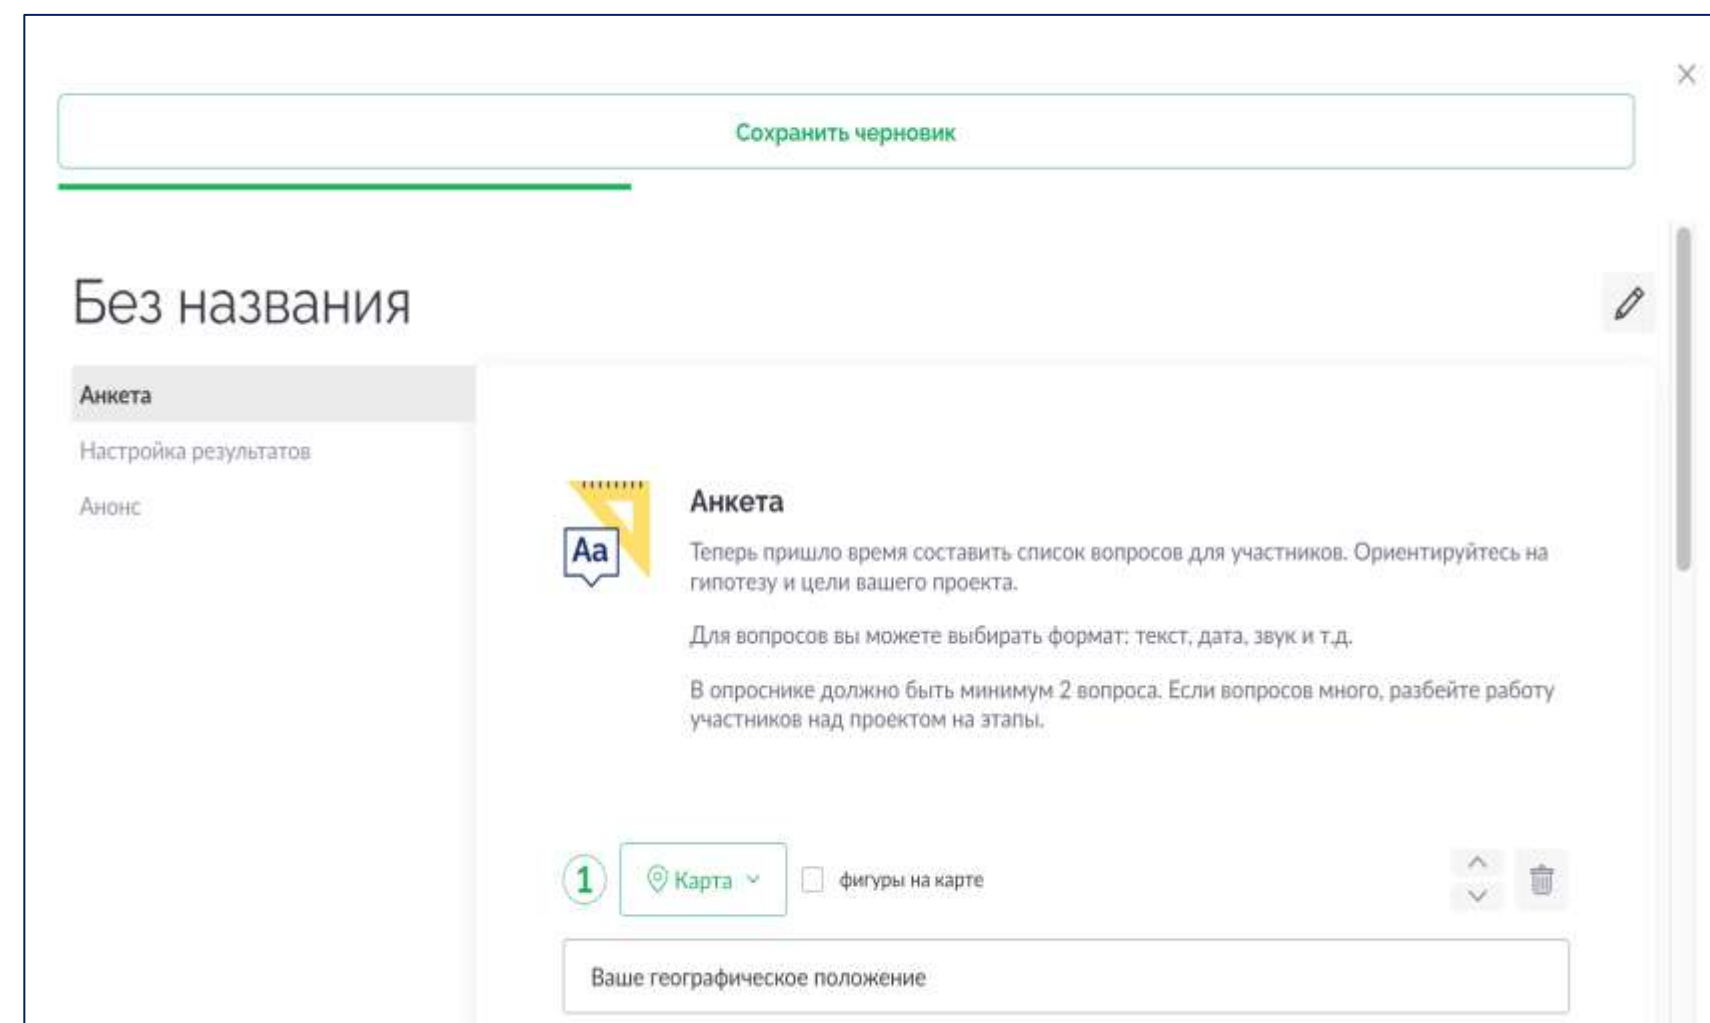 Сохранить черновик
Без названия
Анкета
Настройка результатов
Анонс
Aa
Анкета
Теперь пришло время составить список вопросов для участников. Ориентируйтесь на
гипотезу и цели вашего проекта.
Для вопросов вы можете выбирать формат: текст, дата, звук и т.д.
В опроснике должно быть минимум 2 вопроса. Если вопросов много, разбейте работу
участников над проектом на этапы.
1 Карта фигуры на карте
Ваше географическое положение